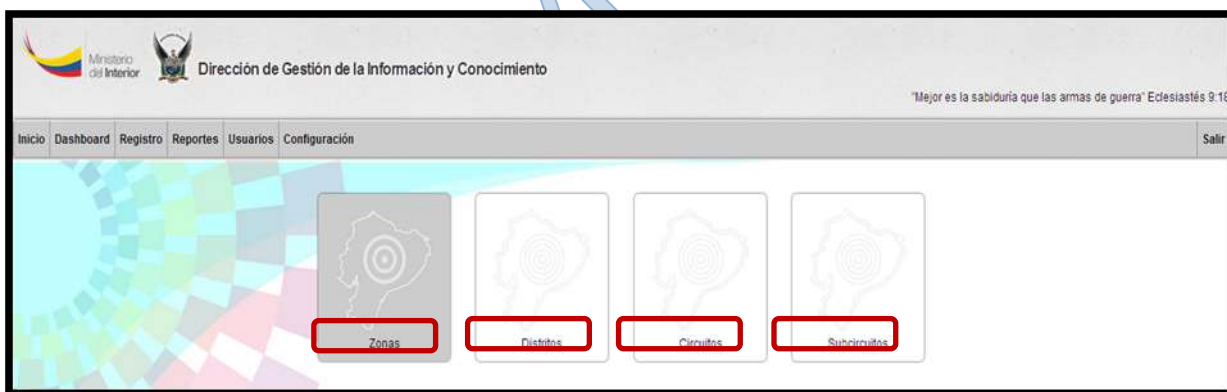 Ministerio
del Interior
Dirección de Gestión de la Información y Conocimiento
"Mejor es la sabiduría que las armas de guerra" Eclesiastés 9:18
Inicio Dashboard Registro Reportes Usuarios Configuración Salir
Zonas Distritos Circuitos Subcircuitos